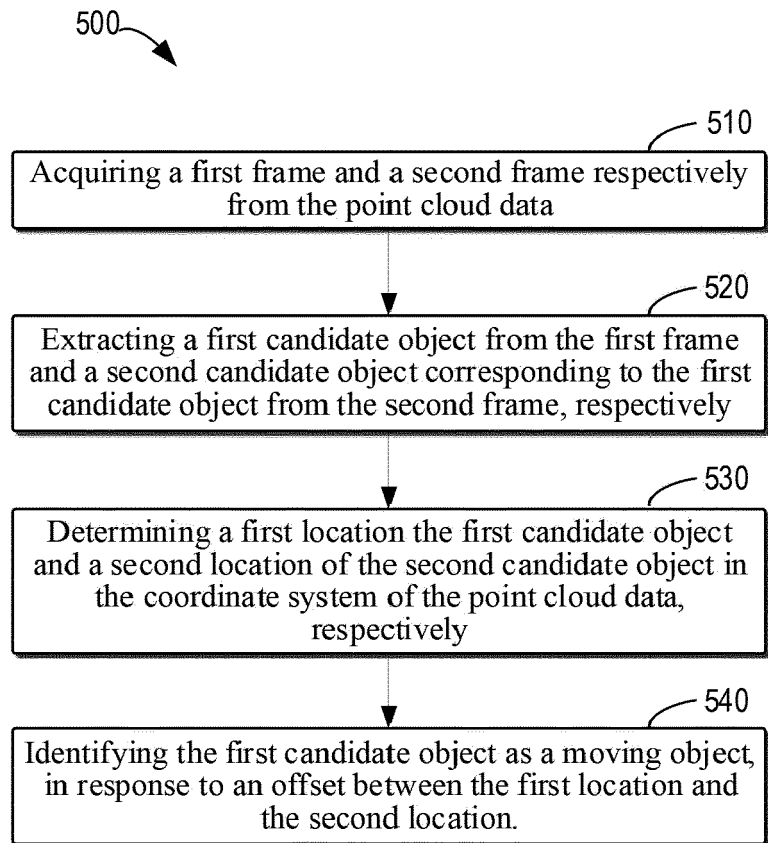 500
510
Acquiring a first frame and a second frame respectively
from the point cloud data
520
Extracting a first candidate object from the first frame
and a second candidate object corresponding to the first
candidate object from the second frame, respectively
530
Determining a first location the first candidate object
and a second location of the second candidate object in
the coordinate system of the point cloud data,
respectively
540
Identifying the first candidate object as a moving object,
in response to an offset between the first location and
the second location.